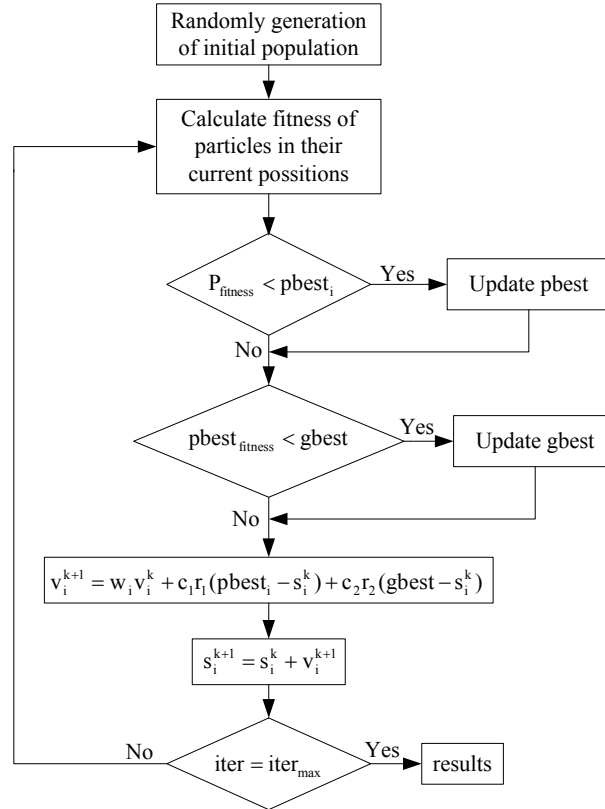 Randomly generation
of initial population
Calculate fitness of
particles in their
current possitions
P_fitness < pbest_i
Yes
Update pbest
No
pbest_fitness < gbest
Yes
Update gbest
No
v_i^{k+1} = w_i v_i^k + c_1 r_1 (pbest_i − s_i^k) + c_2 r_2 (gbest − s_i^k)
s_i^{k+1} = s_i^k + v_i^{k+1}
No
iter = iter_max
Yes
results